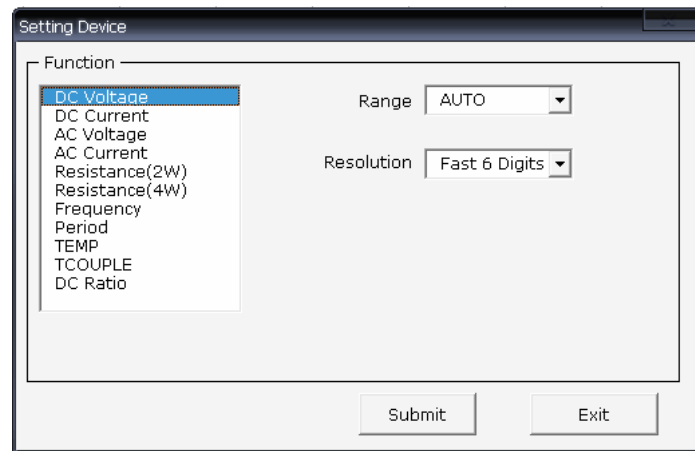 Setting Device
Function
DC Voltage
DC Current
AC Voltage
AC Current
Resistance(2W)
Resistance(4W)
Frequency
Period
TEMP
TCOUPLE
DC Ratio
Range AUTO
Resolution Fast 6 Digits
Submit Exit